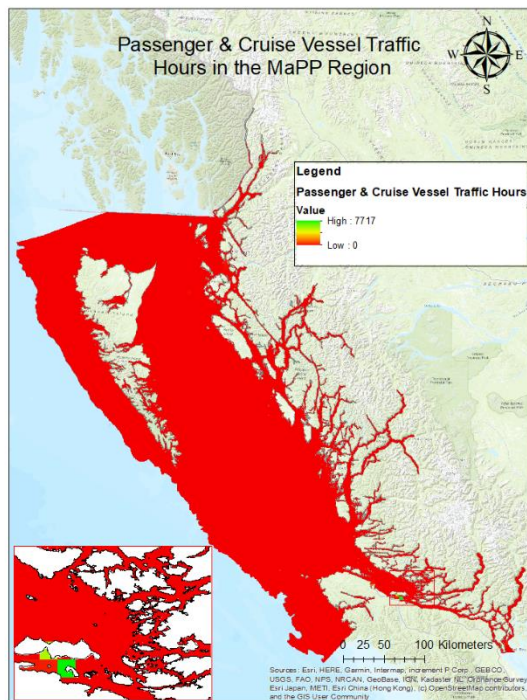 Passenger & Cruise Vessel Traffic
Hours in the MaPP Region
N
W
E
S
Legend
Passenger & Cruise Vessel Traffic Hours
Value
High : 7717
Low : 0
0 25 50 100 Kilometers
Sources: Esri, HERE, Garmin, Intermap, increment P Corp., GEBCO,
USGS, FAO, NPS, NRCAN, GeoBase, IGN, Kadaster NL, Ordnance Survey,
Esri Japan, METI, Esri China (Hong Kong), (c) OpenStreetMap contributors,
and the GIS User Community